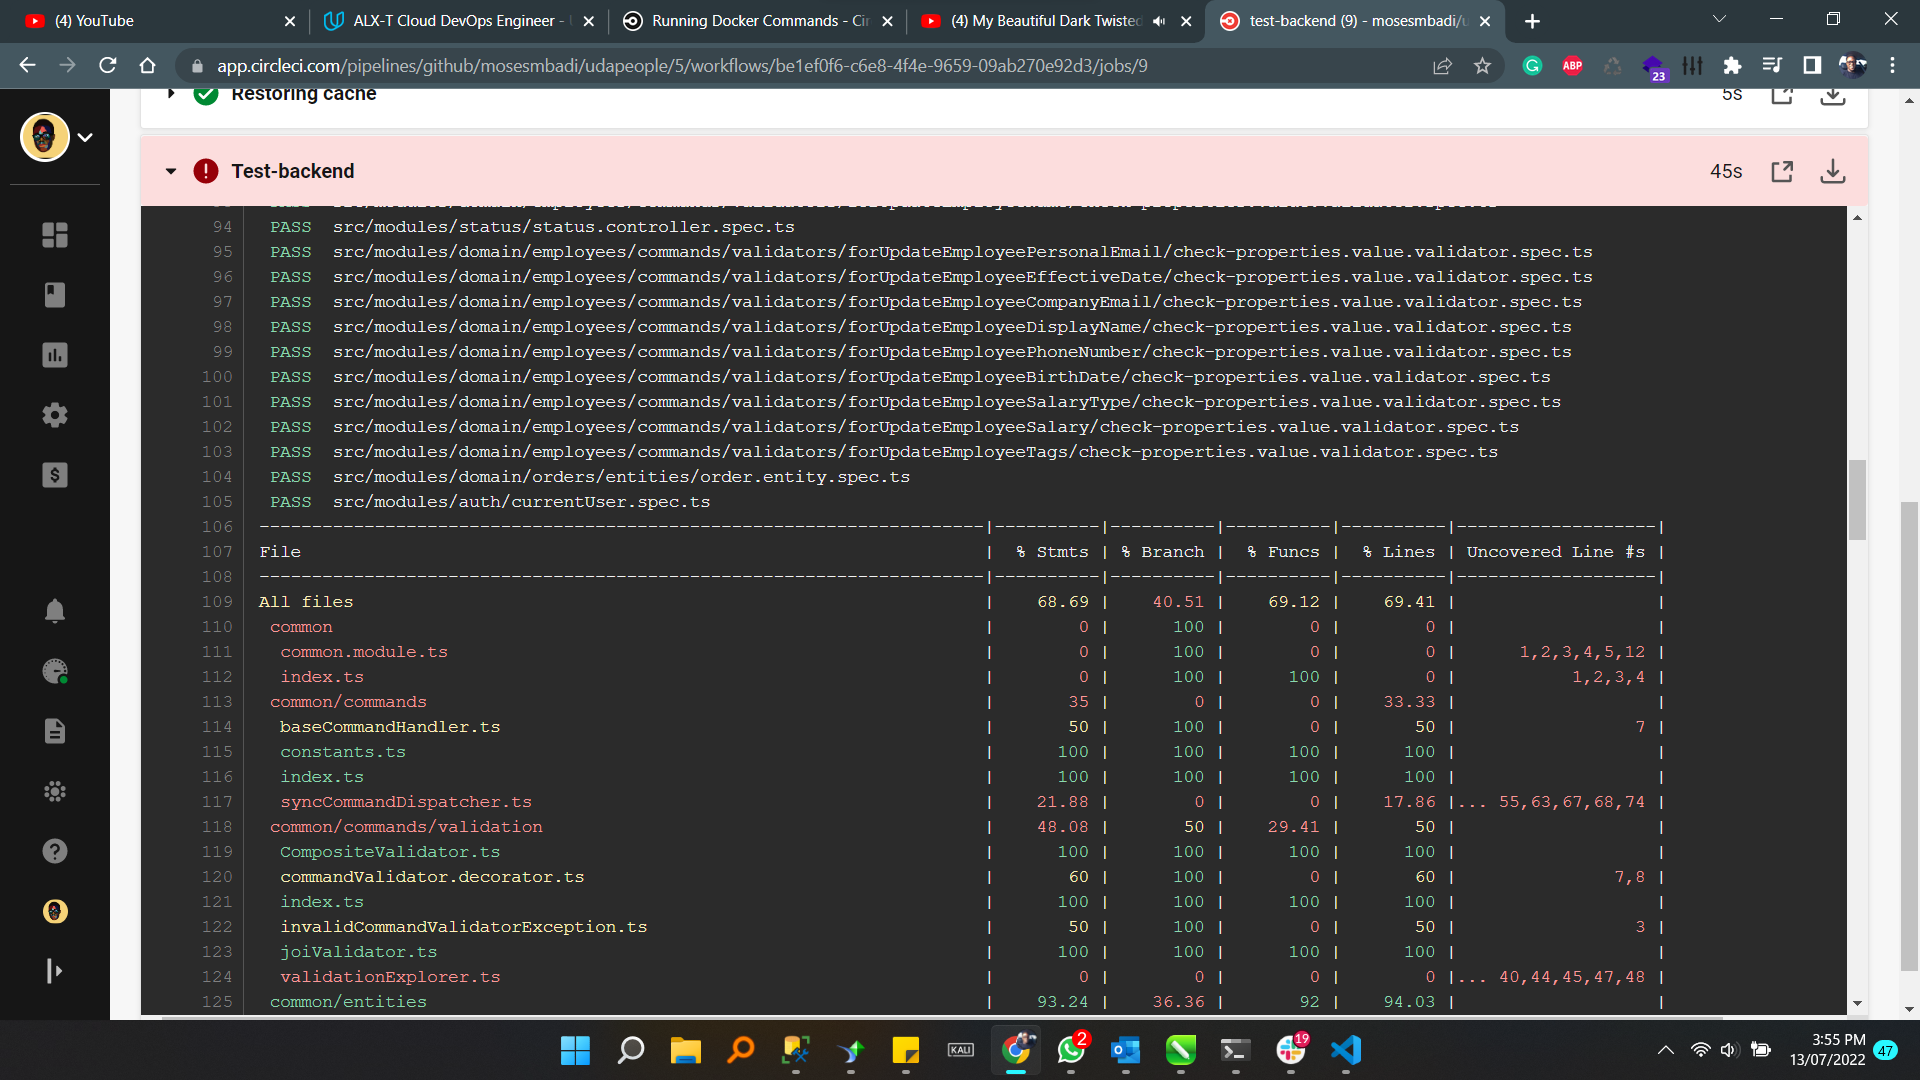 (4) YouTube
ALX-T Cloud DevOps Engineer -
Running Docker Commands - Cir
(4) My Beautiful Dark Twisted
test-backend (9) - mosesmbadi/u
app.circleci.com/pipelines/github/mosesmbadi/udapeople/5/workflows/be1ef0f6-c6e8-4f4e-9659-09ab270e92d3/jobs/9
ABP
23
Restoring cache 5s
Test-backend 45s
94 PASS src/modules/status/status.controller.spec.ts
95 PASS src/modules/domain/employees/commands/validators/forUpdateEmployeePersonalEmail/check-properties.value.validator.spec.ts
96 PASS src/modules/domain/employees/commands/validators/forUpdateEmployeeEffectiveDate/check-properties.value.validator.spec.ts
97 PASS src/modules/domain/employees/commands/validators/forUpdateEmployeeCompanyEmail/check-properties.value.validator.spec.ts
98 PASS src/modules/domain/employees/commands/validators/forUpdateEmployeeDisplayName/check-properties.value.validator.spec.ts
99 PASS src/modules/domain/employees/commands/validators/forUpdateEmployeePhoneNumber/check-properties.value.validator.spec.ts
100 PASS src/modules/domain/employees/commands/validators/forUpdateEmployeeBirthDate/check-properties.value.validator.spec.ts
101 PASS src/modules/domain/employees/commands/validators/forUpdateEmployeeSalaryType/check-properties.value.validator.spec.ts
102 PASS src/modules/domain/employees/commands/validators/forUpdateEmployeeSalary/check-properties.value.validator.spec.ts
103 PASS src/modules/domain/employees/commands/validators/forUpdateEmployeeTags/check-properties.value.validator.spec.ts
104 PASS src/modules/domain/orders/entities/order.entity.spec.ts
105 PASS src/modules/auth/currentUser.spec.ts
106 ---------------------------------------------------------------------|----------|----------|----------|----------|-------------------|
107 File | % Stmts | % Branch | % Funcs | % Lines | Uncovered Line #s |
108 ---------------------------------------------------------------------|----------|----------|----------|----------|-------------------|
109 All files | 68.69 | 40.51 | 69.12 | 69.41 | |
110 common | 0 | 100 | 0 | 0 | |
111 common.module.ts | 0 | 100 | 0 | 0 | 1,2,3,4,5,12 |
112 index.ts | 0 | 100 | 100 | 0 | 1,2,3,4 |
113 common/commands | 35 | 0 | 0 | 33.33 | |
114 baseCommandHandler.ts | 50 | 100 | 0 | 50 | 7 |
115 constants.ts | 100 | 100 | 100 | 100 | |
116 index.ts | 100 | 100 | 100 | 100 | |
117 syncCommandDispatcher.ts | 21.88 | 0 | 0 | 17.86 |... 55,63,67,68,74 |
118 common/commands/validation | 48.08 | 50 | 29.41 | 50 | |
119 CompositeValidator.ts | 100 | 100 | 100 | 100 | |
120 commandValidator.decorator.ts | 60 | 100 | 0 | 60 | 7,8 |
121 index.ts | 100 | 100 | 100 | 100 | |
122 invalidCommandValidatorException.ts | 50 | 100 | 0 | 50 | 3 |
123 joiValidator.ts | 100 | 100 | 100 | 100 | |
124 validationExplorer.ts | 0 | 0 | 0 | 0 |... 40,44,45,47,48 |
125 common/entities | 93.24 | 36.36 | 92 | 94.03 | |
KALI
2
19
3:55 PM
13/07/2022
47